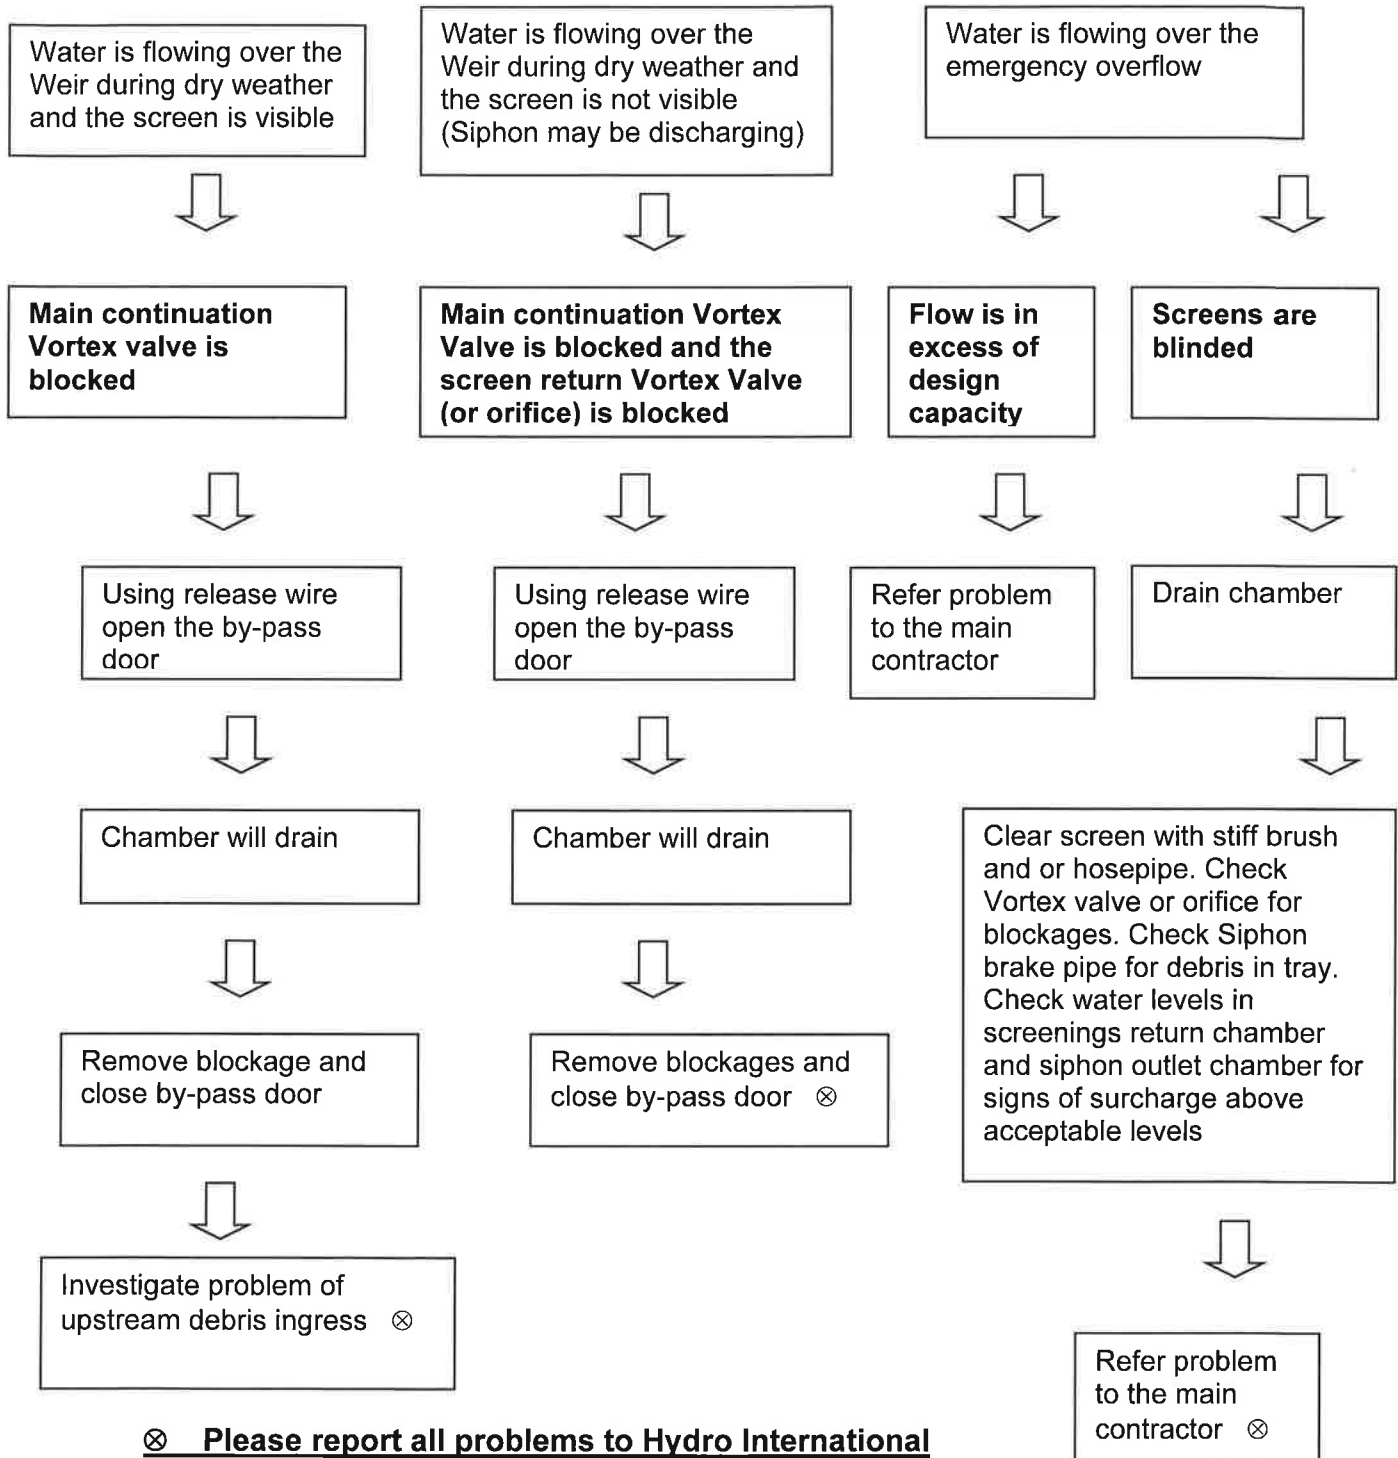 Water is flowing over the
Weir during dry weather
and the screen is visible
Water is flowing over the
Weir during dry weather and
the screen is not visible
(Siphon may be discharging)
Water is flowing over the
emergency overflow
Main continuation
Vortex valve is
blocked
Main continuation Vortex
Valve is blocked and the
screen return Vortex Valve
(or orifice) is blocked
Flow is in
excess of
design
capacity
Screens are
blinded
Using release wire
open the by-pass
door
Using release wire
open the by-pass
door
Refer problem
to the main
contractor
Drain chamber
Chamber will drain
Chamber will drain
Clear screen with stiff brush
and or hosepipe. Check
Vortex valve or orifice for
blockages. Check Siphon
brake pipe for debris in tray.
Check water levels in
screenings return chamber
and siphon outlet chamber for
signs of surcharge above
acceptable levels
Remove blockage and
close by-pass door
Remove blockages and
close by-pass door ⊗
Investigate problem of
upstream debris ingress ⊗
Refer problem
to the main
contractor ⊗
⊗ Please report all problems to Hydro International